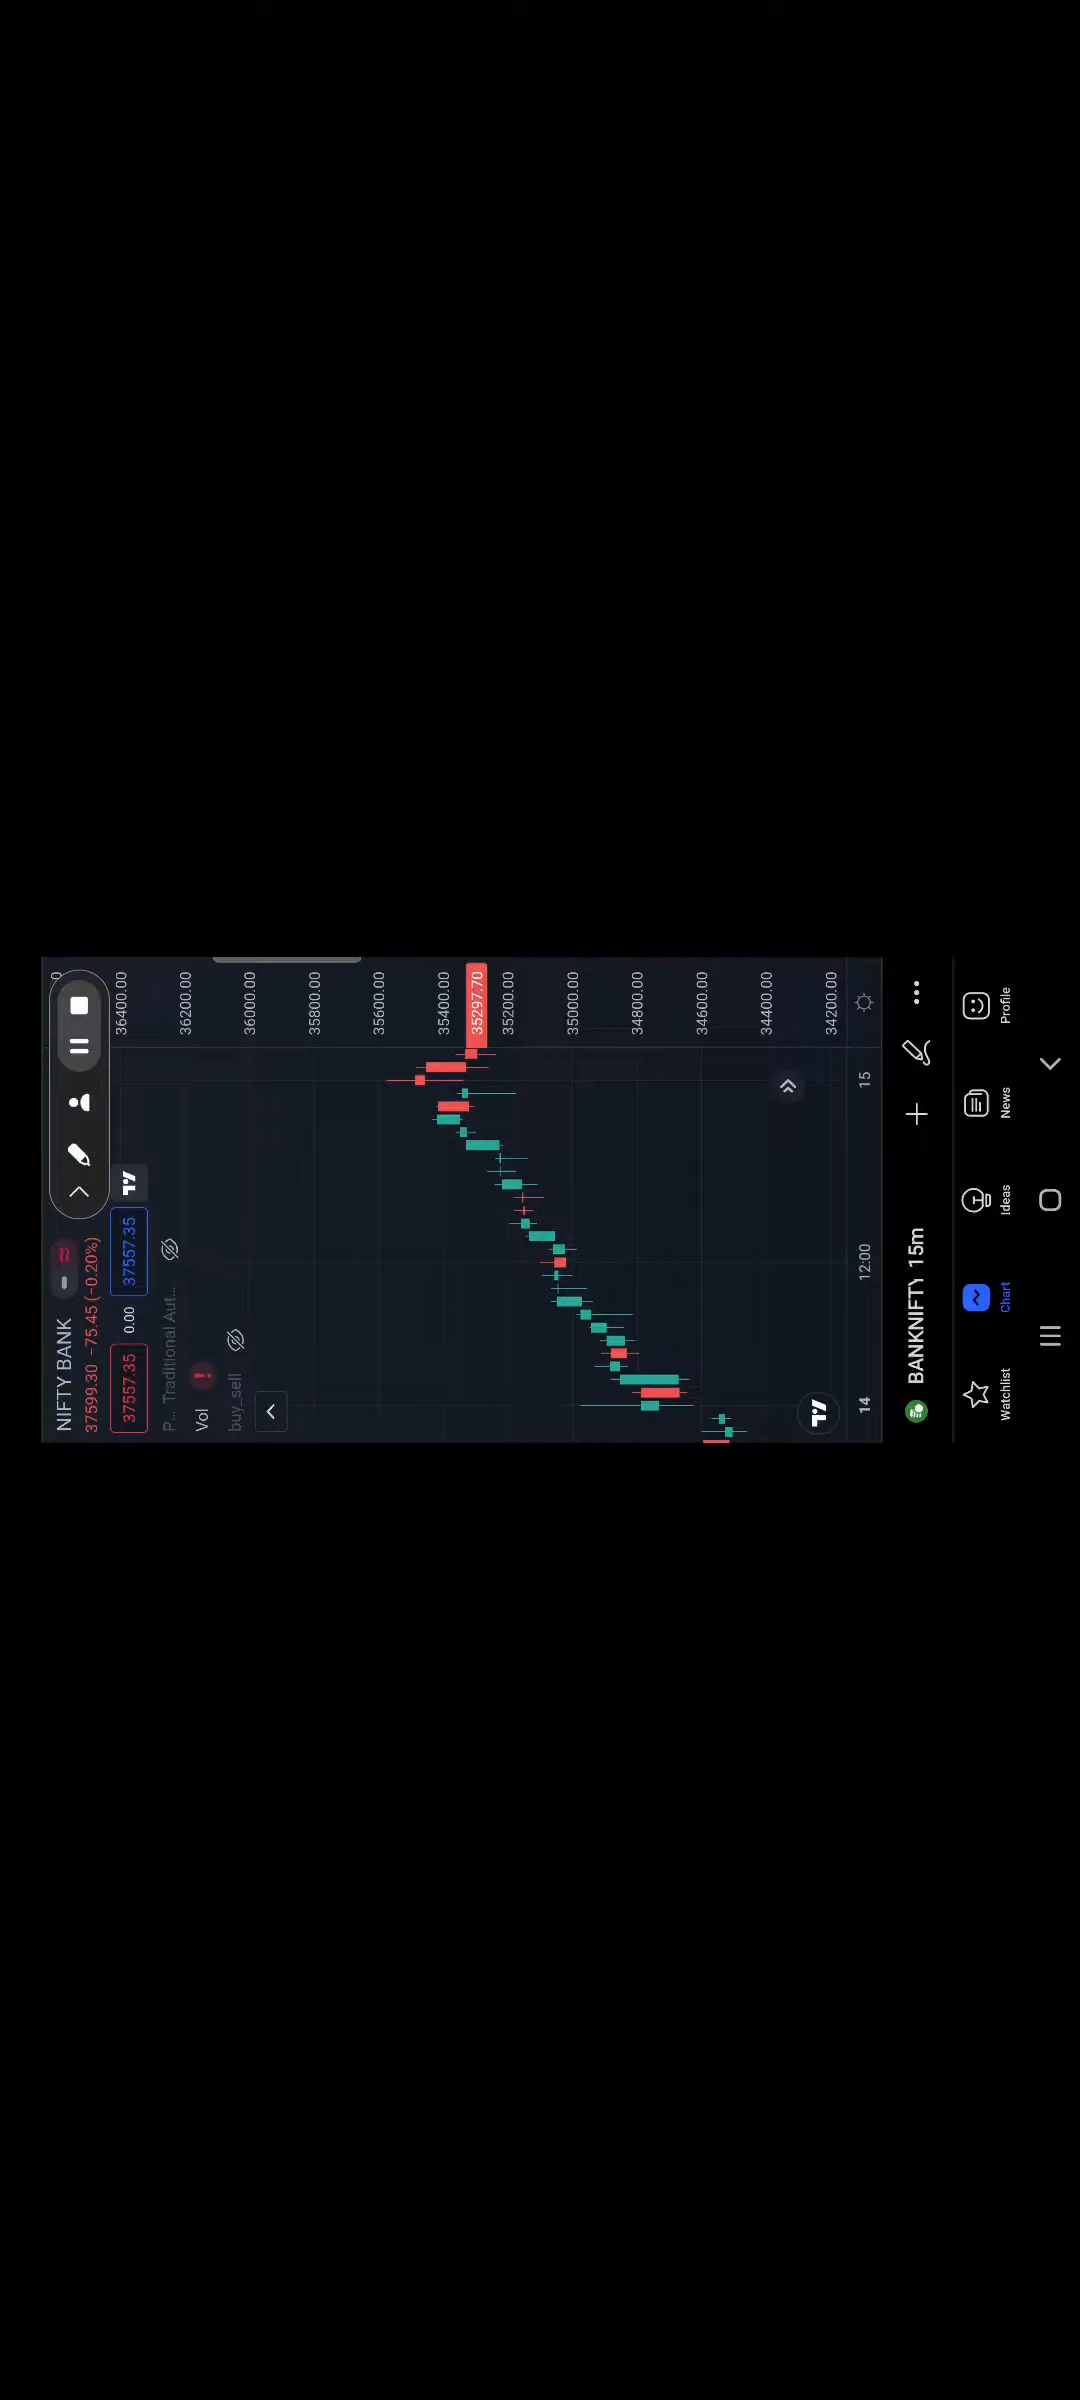 NIFTY BANK
37599.30 −75.45 (−0.20%)
37557.35 0.00 37557.35
P... Traditional Aut...
Vol
buy_sell
36400.00
36200.00
36000.00
35800.00
35600.00
35400.00
35297.70
35200.00
35000.00
34800.00
34600.00
34400.00
34200.00
14 12:00 15
BANKNIFTY 15m
Watchlist Chart Ideas News Profile